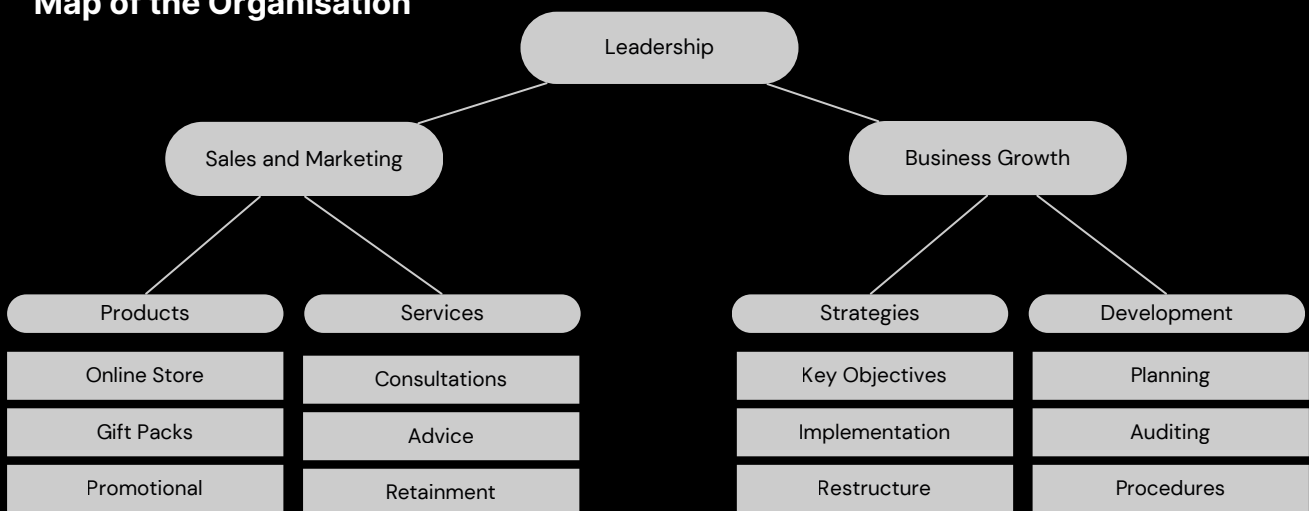 Map of the Organisation
Leadership
Sales and Marketing
Business Growth
Products
Services
Strategies
Development
Online Store
Consultations
Key Objectives
Planning
Gift Packs
Advice
Implementation
Auditing
Promotional
Retainment
Restructure
Procedures